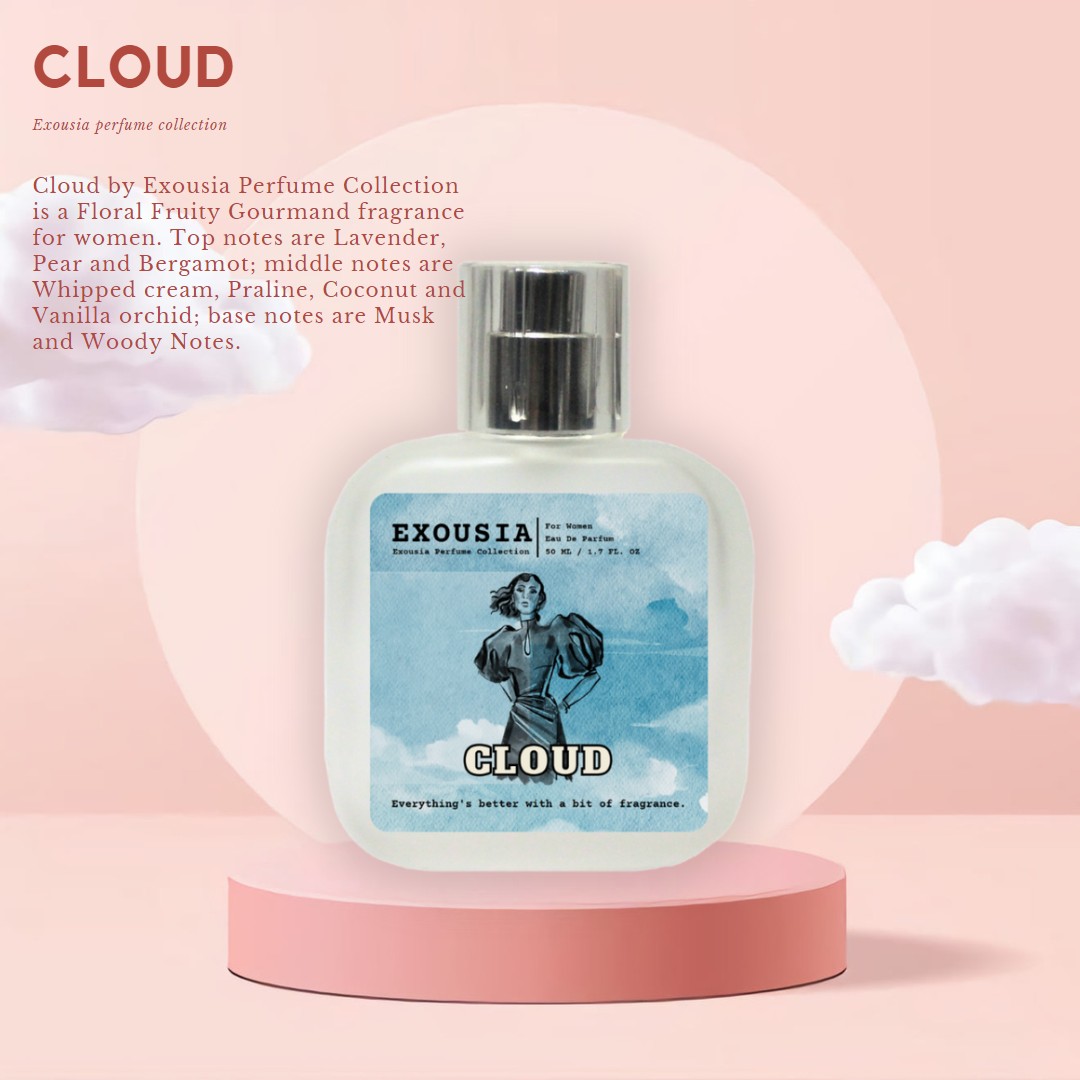 CLOUD
Exousia perfume collection
Cloud by Exousia Perfume Collection
is a Floral Fruity Gourmand fragrance
for women. Top notes are Lavender,
Pear and Bergamot; middle notes are
Whipped cream, Praline, Coconut and
Vanilla orchid; base notes are Musk
and Woody Notes.
EXOUSIA
Exousia Perfume Collection
For Women
Eau De Parfum
50 ML / 1.7 FL. OZ
CLOUD
Everything's better with a bit of fragrance.